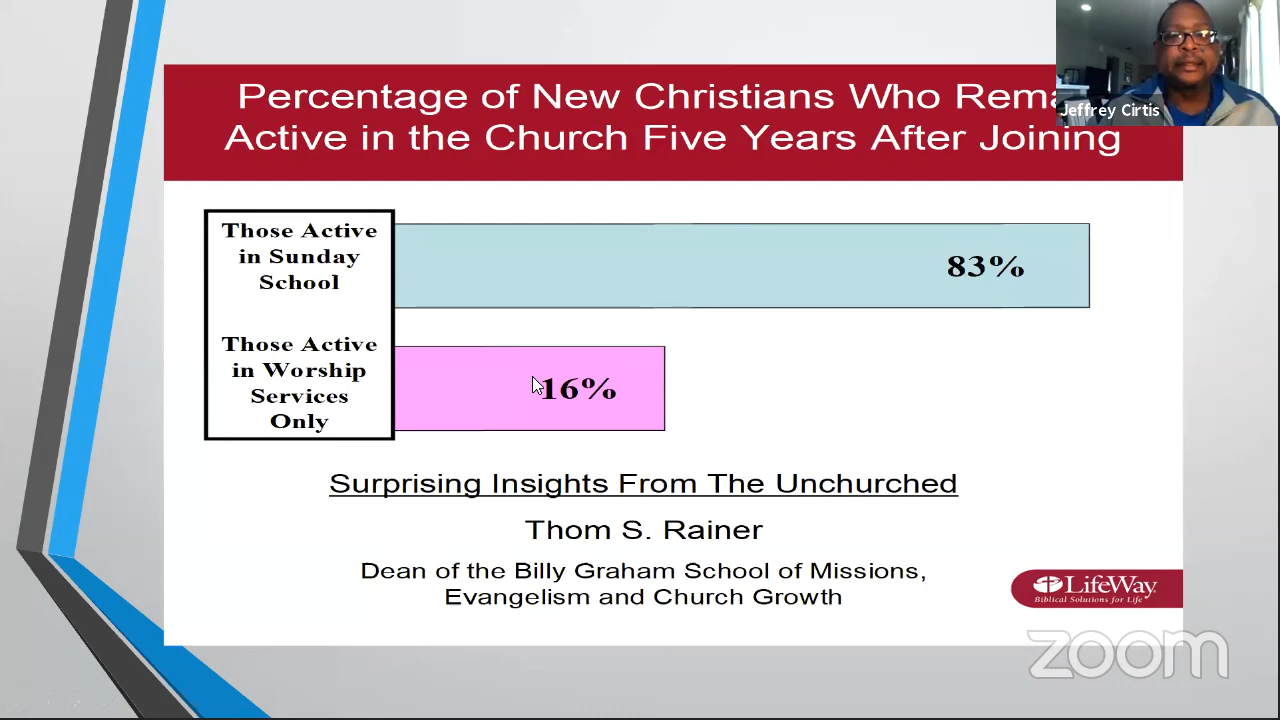 Percentage of New Christians Who
Active in the Church Five Years After Joining
Jeffrey Cirtis
Those Active
in Sunday
School
83%
Those Active
in Worship
Services
Only
16%
Surprising Insights From The Unchurched
Thom S. Rainer
Dean of the Billy Graham School of Missions,
Evangelism and Church Growth
LifeWay
Biblical Solutions for Life
zoom